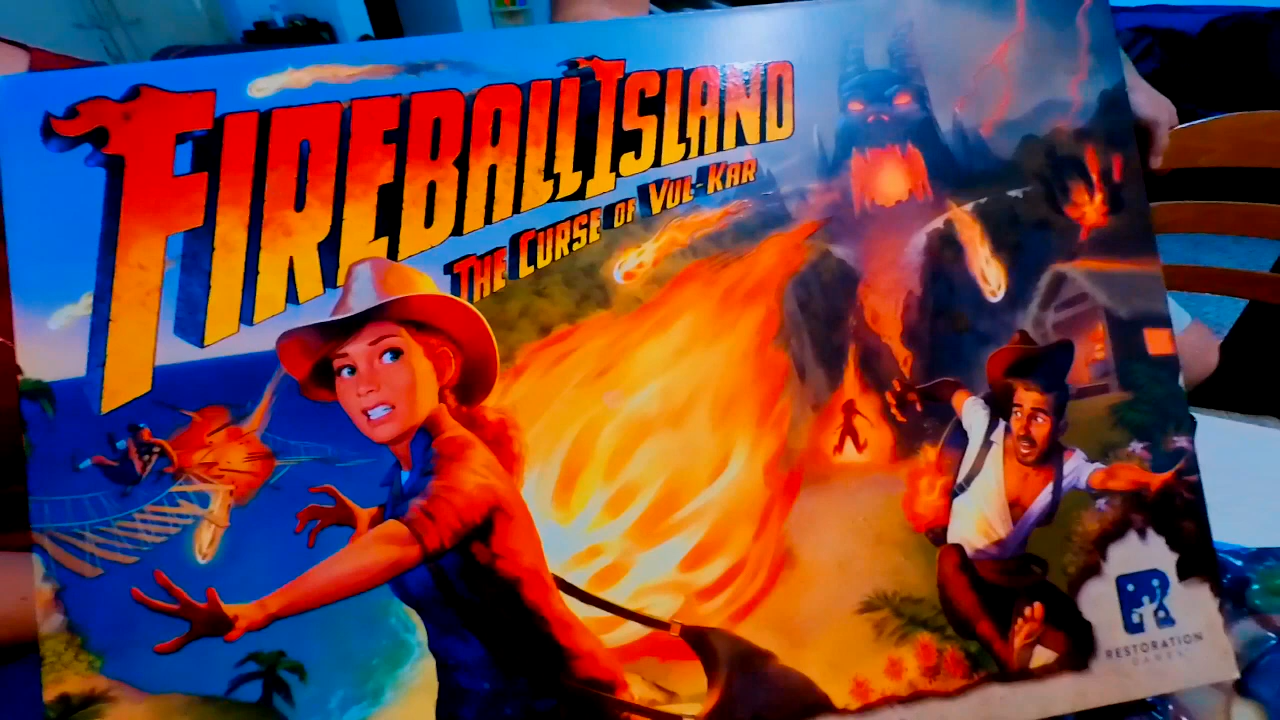 FIREBALL ISLAND
THE CURSE OF VUL-KAR
RESTORATION
GAMES